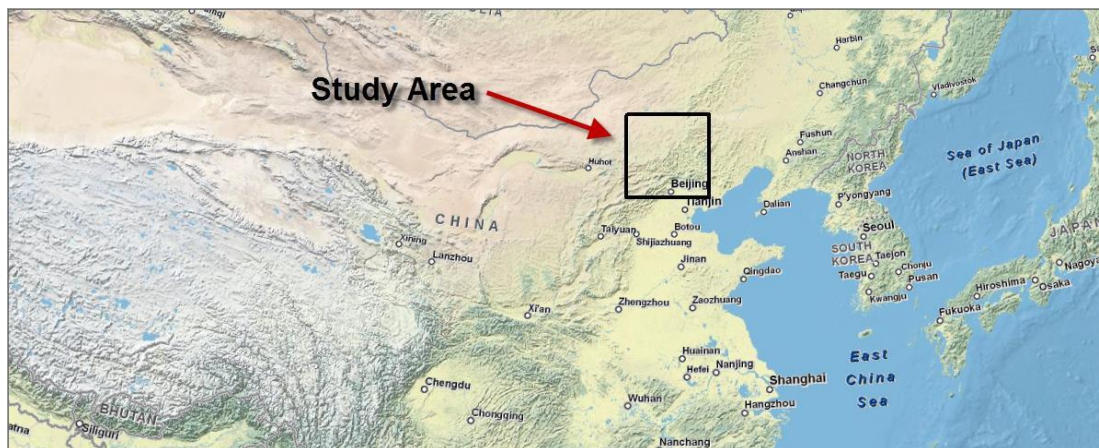 LIA
Harbin
Changchun
Vladivostok
Study Area
Fushun
Anshan
NORTH
KOREA
Sea of Japan
(East Sea)
Huhot
Beijing
Tianjin
Dalian
P'yongyang
CHINA
Xining
Lanzhou
Taiyuan
Shijiazhuang
Botou
Seoul
SOUTH
KOREA
Taejon
Chonju
Taegu
Pusan
Kwangju
JAPAN
Nagoya
Osaka
Hiroshima
Fukuoka
Jinan
Qingdao
Xi'an
Zhengzhou
Zaozhuang
Huainan
Hefei
Nanjing
Shanghai
East
China
Sea
Chengdu
Chongqing
Wuhan
Hangzhou
Nanchang
BHUTAN
Siliguri
atna